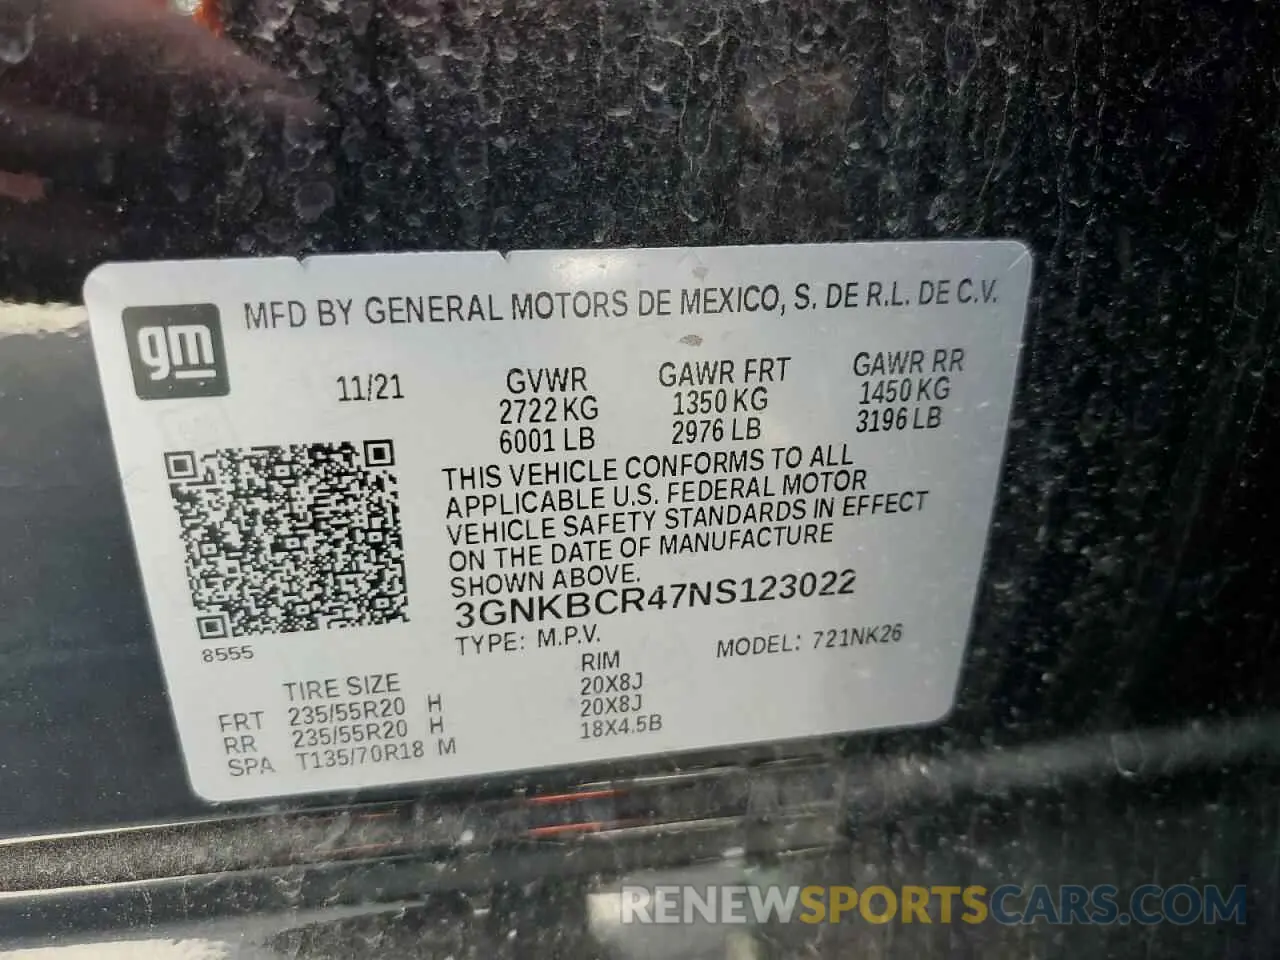 MFD BY GENERAL MOTORS DE MEXICO, S. DE R.L. DE C.V.
gm
11/21 GVWR GAWR FRT GAWR RR
2722 KG 1350 KG 1450 KG
6001 LB 2976 LB 3196 LB
THIS VEHICLE CONFORMS TO ALL
APPLICABLE U.S. FEDERAL MOTOR
VEHICLE SAFETY STANDARDS IN EFFECT
ON THE DATE OF MANUFACTURE
SHOWN ABOVE.
3GNKBCR47NS123022
8555
TYPE: M.P.V. MODEL: 721NK26
TIRE SIZE RIM
FRT 235/55R20 H 20X8J
RR 235/55R20 H 20X8J
SPA T135/70R18 M 18X4.5B
RENEWSPORTSCARS.COM